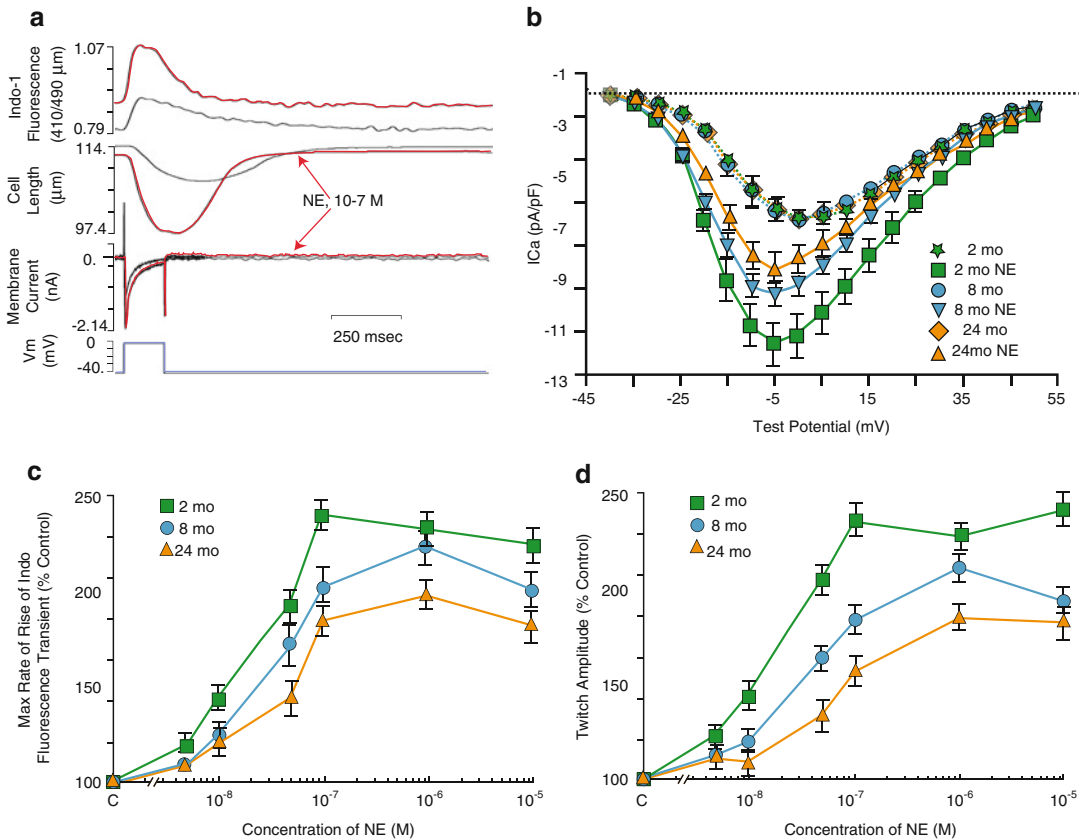 a
1.07
Indo-1
Fluorescence
(410/490 µm)
0.79
114.
Cell
Length
(µm)
97.4
NE, 10-7 M
0.
Membrane
Current
(nA)
-2.14
250 msec
0
Vm
(mV)
-40.
b
-1
-3
-5
-7
-9
-11
-13
ICa (pA/pF)
2 mo
2 mo NE
8 mo
8 mo NE
24 mo
24mo NE
-45
-25
-5
15
35
55
Test Potential (mV)
c
250
200
150
100
Max Rate of Rise of Indo
Fluorescence Transient (% Control)
2 mo
8 mo
24 mo
C
10-8
10-7
10-6
10-5
Concentration of NE (M)
d
250
200
150
100
Twitch Amplitude (% Control)
2 mo
8 mo
24 mo
C
10-8
10-7
10-6
10-5
Concentration of NE (M)